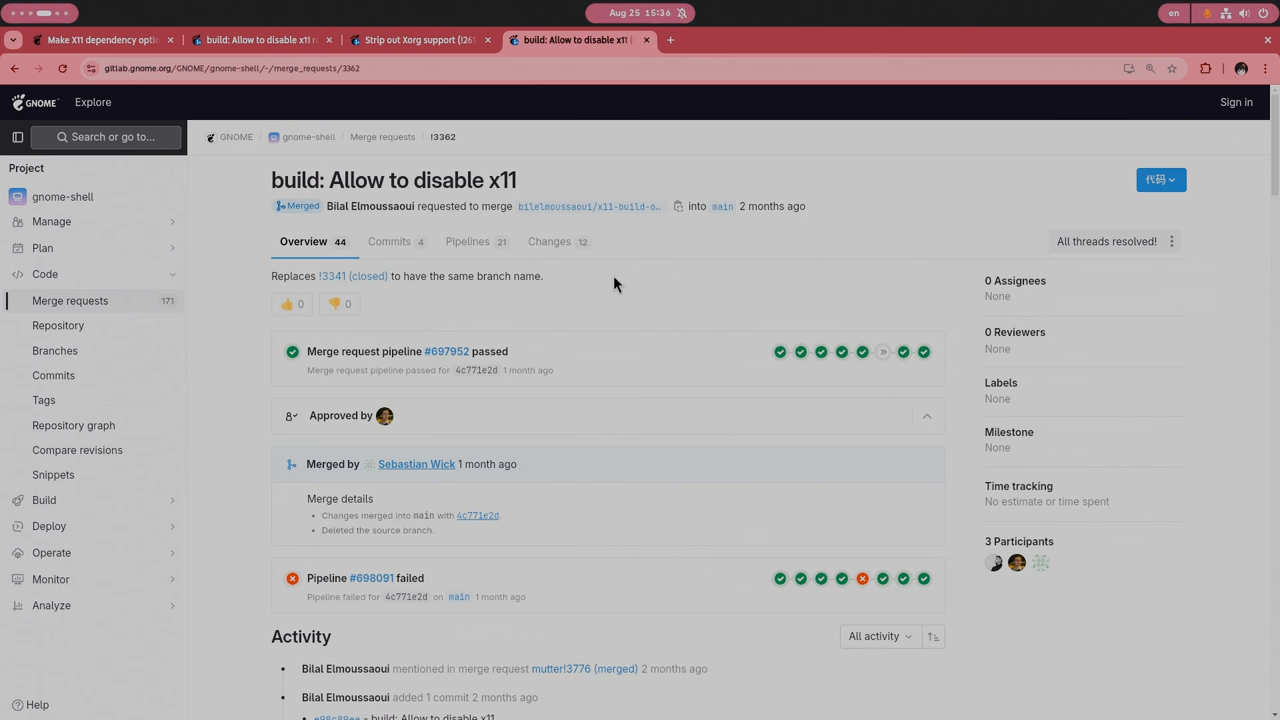 Aug 25 15:36
en
Make X11 dependency optio
build: Allow to disable x11 r
Strip out Xorg support (!261
build: Allow to disable x11 (
gitlab.gnome.org/GNOME/gnome-shell/-/merge_requests/3362
GNOME
Explore
Sign in
Search or go to...
GNOME / gnome-shell / Merge requests / !3362
Project
gnome-shell
Manage
Plan
Code
Merge requests 171
Repository
Branches
Commits
Tags
Repository graph
Compare revisions
Snippets
Build
Deploy
Operate
Monitor
Analyze
Help
build: Allow to disable x11
代码
Merged Bilal Elmoussaoui requested to merge bilelmoussaoui/x11-build-o… into main 2 months ago
Overview 44 Commits 4 Pipelines 21 Changes 12
All threads resolved!
Replaces !3341 (closed) to have the same branch name.
👍 0 👎 0
Merge request pipeline #697952 passed
Merge request pipeline passed for 4c771e2d 1 month ago
Approved by
Merged by Sebastian Wick 1 month ago
Merge details
• Changes merged into main with 4c771e2d.
• Deleted the source branch.
Pipeline #698091 failed
Pipeline failed for 4c771e2d on main 1 month ago
Activity
All activity
Bilal Elmoussaoui mentioned in merge request mutter!3776 (merged) 2 months ago
Bilal Elmoussaoui added 1 commit 2 months ago
- build: Allow to disable x11
0 Assignees
None
0 Reviewers
None
Labels
None
Milestone
None
Time tracking
No estimate or time spent
3 Participants